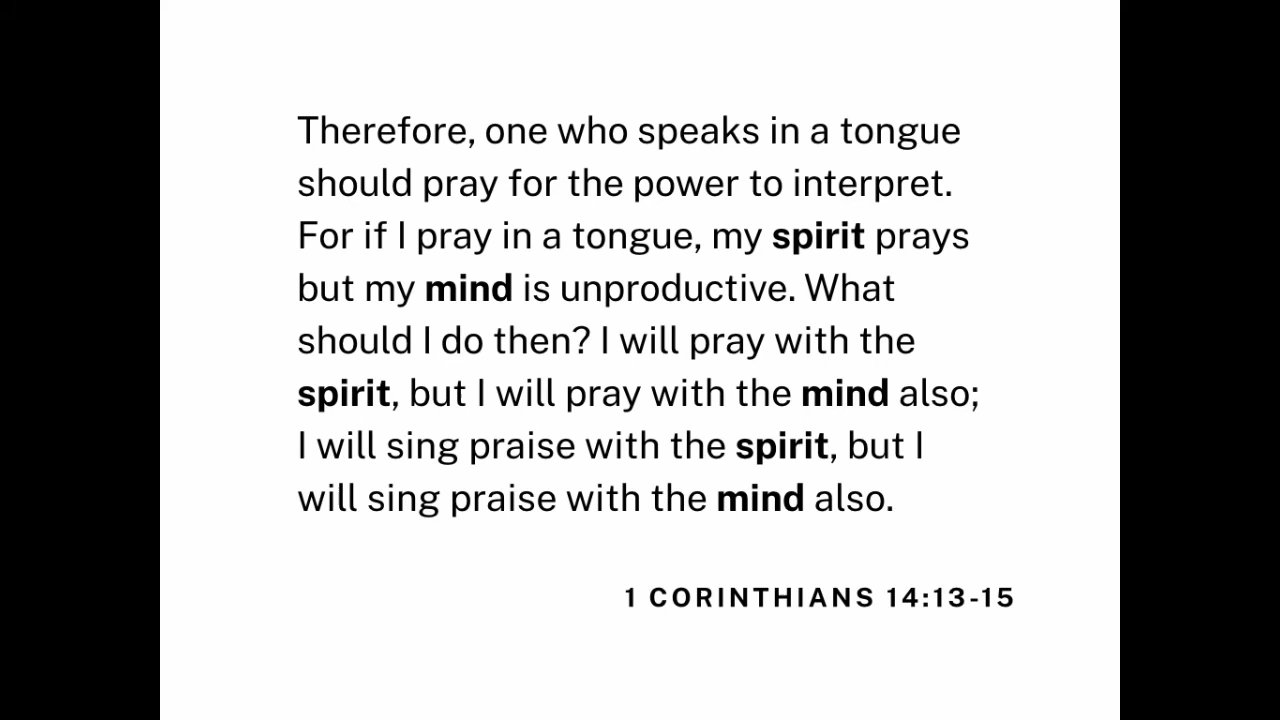 Therefore, one who speaks in a tongue
should pray for the power to interpret.
For if I pray in a tongue, my spirit prays
but my mind is unproductive. What
should I do then? I will pray with the
spirit, but I will pray with the mind also;
I will sing praise with the spirit, but I
will sing praise with the mind also.
1 CORINTHIANS 14:13-15